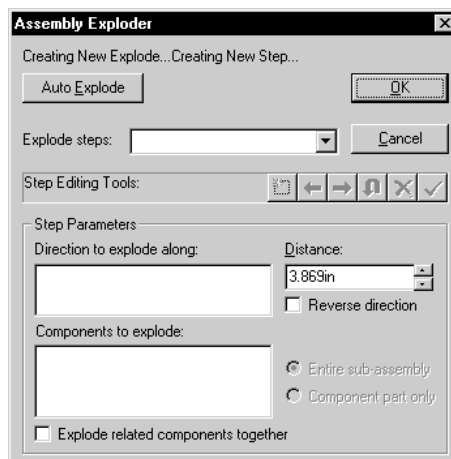 Assembly Exploder
Creating New Explode...Creating New Step...
Auto Explode
OK
Explode steps:
Cancel
Step Editing Tools:
Step Parameters
Direction to explode along:
Distance:
3.869in
Reverse direction
Components to explode:
Entire sub-assembly
Component part only
Explode related components together